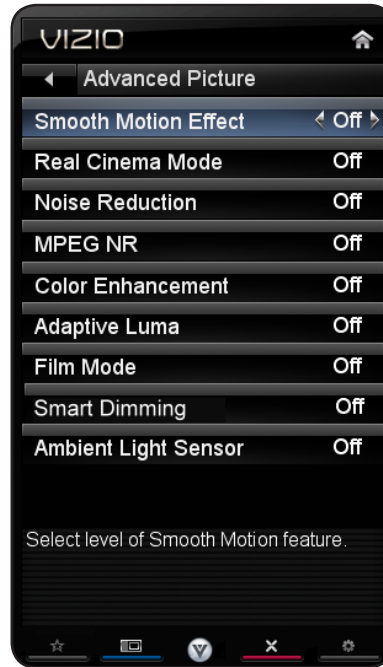 VIZIO
Advanced Picture
Smooth Motion Effect Off
Real Cinema Mode Off
Noise Reduction Off
MPEG NR Off
Color Enhancement Off
Adaptive Luma Off
Film Mode Off
Smart Dimming Off
Ambient Light Sensor Off
Select level of Smooth Motion feature.
V